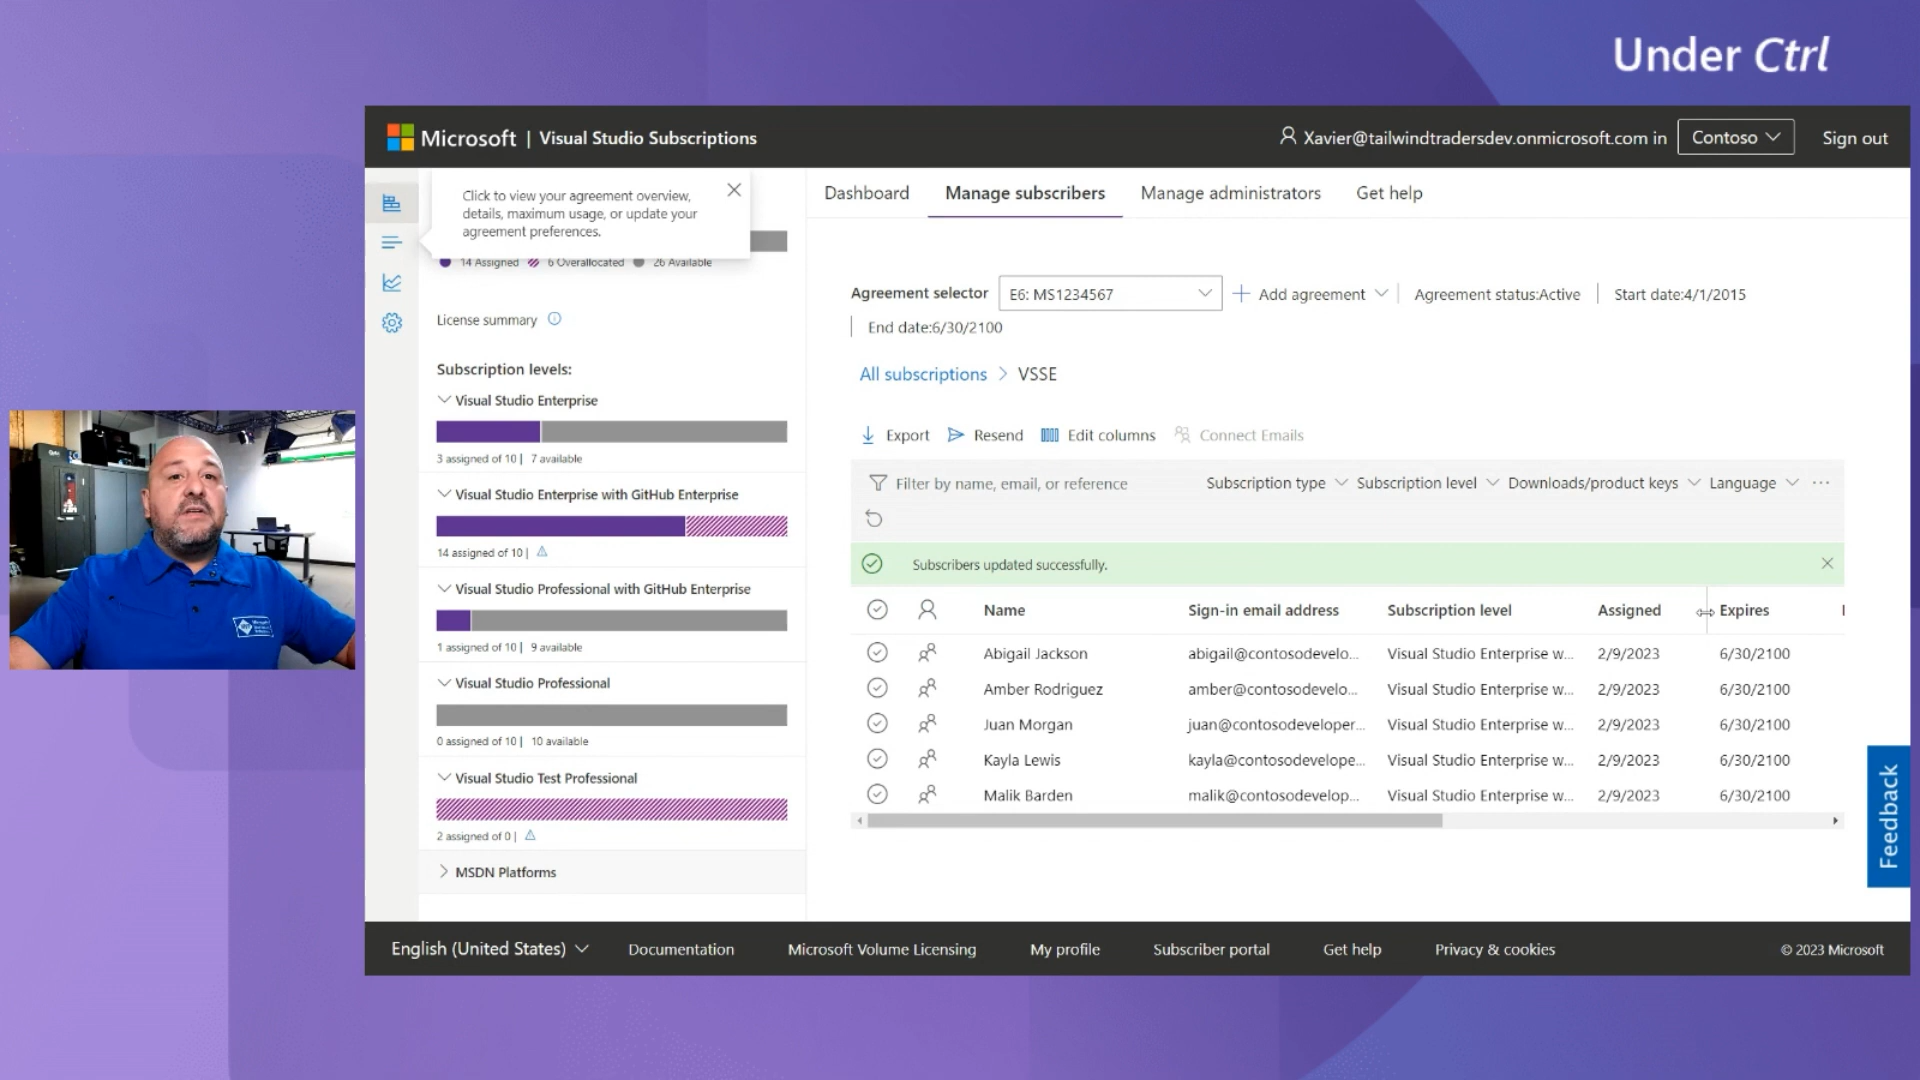 Under Ctrl
Microsoft | Visual Studio Subscriptions
Xavier@tailwindtradersdev.onmicrosoft.com in
Contoso
Sign out
Click to view your agreement overview,
details, maximum usage, or update your
agreement preferences.
14 Assigned 6 Overallocated 26 Available
License summary
Subscription levels:
Visual Studio Enterprise
3 assigned of 10 | 7 available
Visual Studio Enterprise with GitHub Enterprise
14 assigned of 10 |
Visual Studio Professional with GitHub Enterprise
1 assigned of 10 | 9 available
Visual Studio Professional
0 assigned of 10 | 10 available
Visual Studio Test Professional
2 assigned of 0 |
MSDN Platforms
Dashboard Manage subscribers Manage administrators Get help
Agreement selector E6: MS1234567 Add agreement | Agreement status:Active | Start date:4/1/2015
| End date:6/30/2100
All subscriptions > VSSE
Export Resend Edit columns Connect Emails
Filter by name, email, or reference Subscription type Subscription level Downloads/product keys Language ...
Subscribers updated successfully.
Name Sign-in email address Subscription level Assigned Expires
Abigail Jackson abigail@contosodevelo... Visual Studio Enterprise w... 2/9/2023 6/30/2100
Amber Rodriguez amber@contosodevelo... Visual Studio Enterprise w... 2/9/2023 6/30/2100
Juan Morgan juan@contosodeveloper... Visual Studio Enterprise w... 2/9/2023 6/30/2100
Kayla Lewis kayla@contosodevelope... Visual Studio Enterprise w... 2/9/2023 6/30/2100
Malik Barden malik@contosodevelop... Visual Studio Enterprise w... 2/9/2023 6/30/2100
Feedback
English (United States) Documentation Microsoft Volume Licensing My profile Subscriber portal Get help Privacy & cookies © 2023 Microsoft